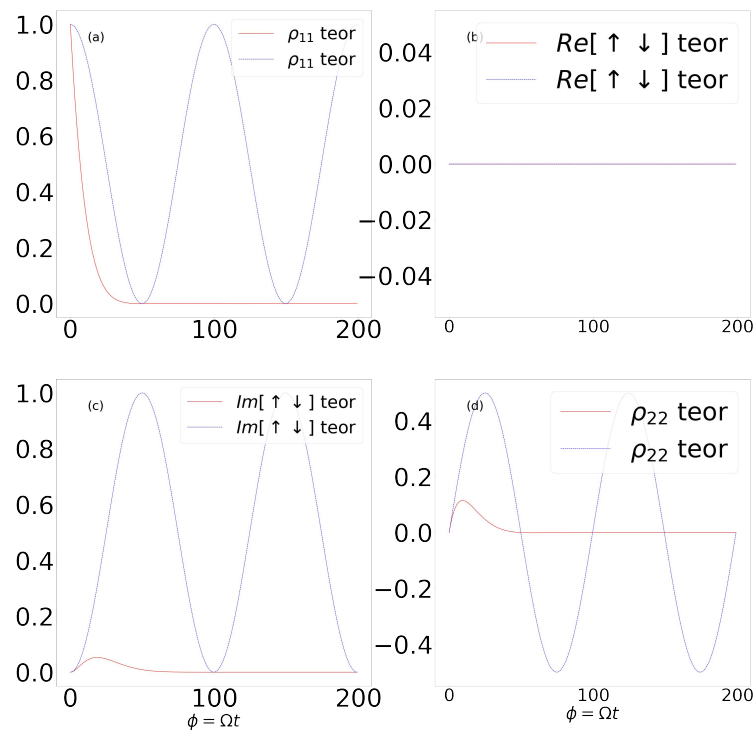 (a)
ρ₁₁ teor
ρ₁₁ teor
1.0
0.8
0.6
0.4
0.2
0.0
0 100 200
(b)
Re[ ↑ ↓ ] teor
Re[ ↑ ↓ ] teor
0.04
0.02
0.00
−0.02
−0.04
0 100 200
(c)
Im[ ↑ ↓ ] teor
Im[ ↑ ↓ ] teor
1.0
0.8
0.6
0.4
0.2
0.0
0 100 200
ϕ = Ωt
(d)
ρ₂₂ teor
ρ₂₂ teor
0.4
0.2
0.0
−0.2
−0.4
0 100 200
ϕ = Ωt